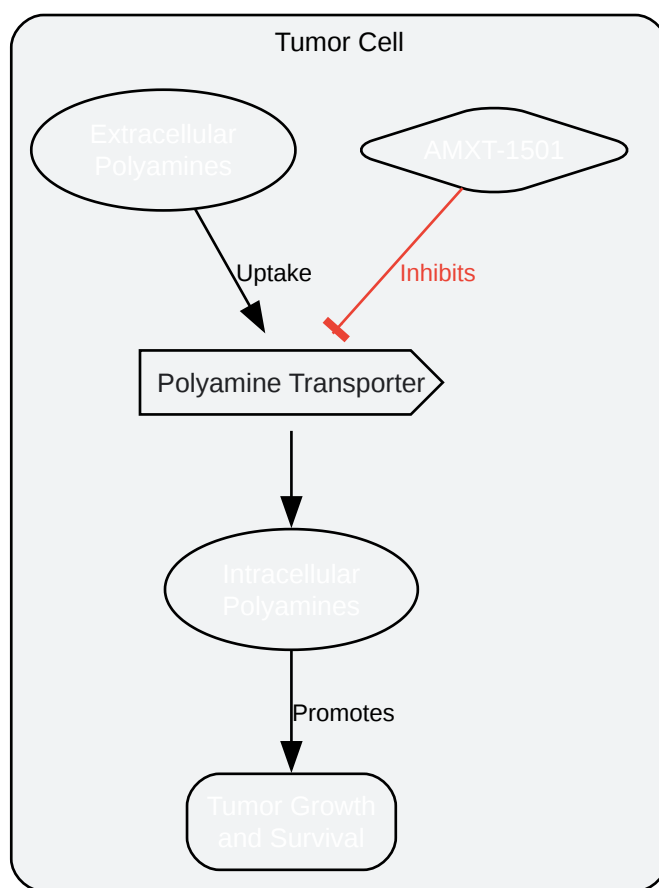 Tumor Cell
Extracellular
Polyamines
AMXT-1501
Uptake
Inhibits
Polyamine Transporter
Intracellular
Polyamines
Promotes
Tumor Growth
and Survival